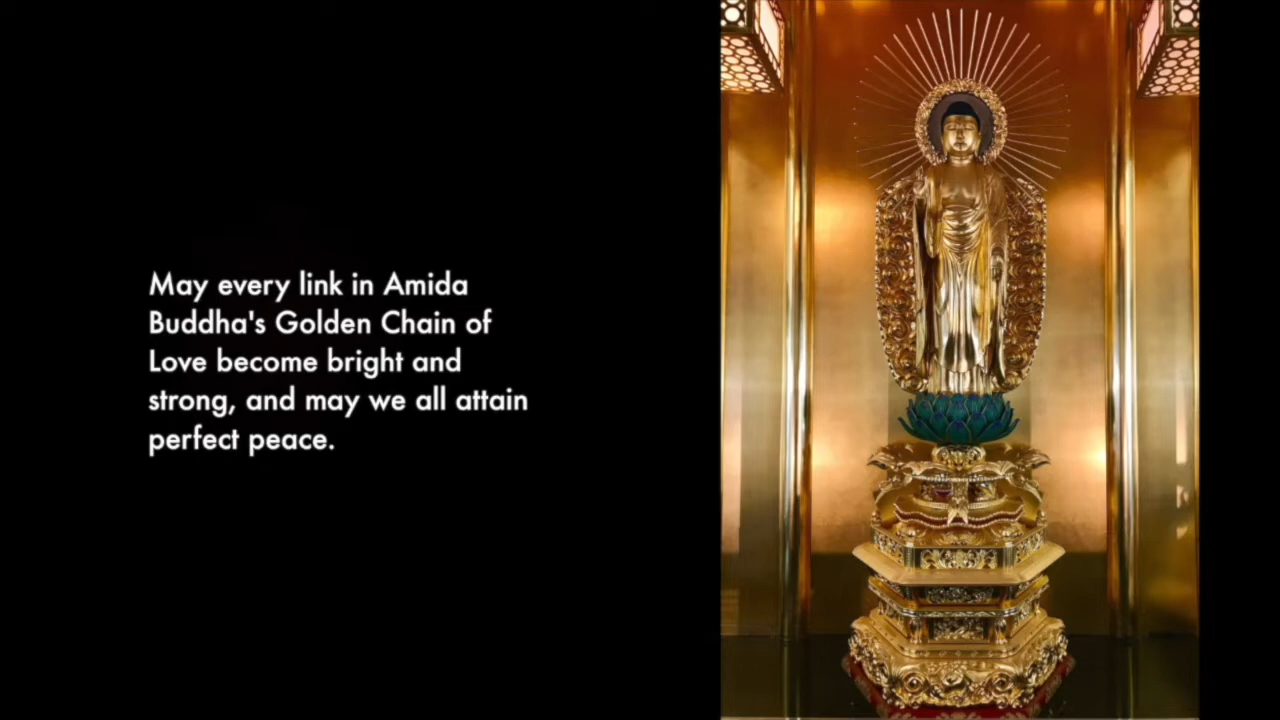 May every link in Amida
Buddha's Golden Chain of
Love become bright and
strong, and may we all attain
perfect peace.